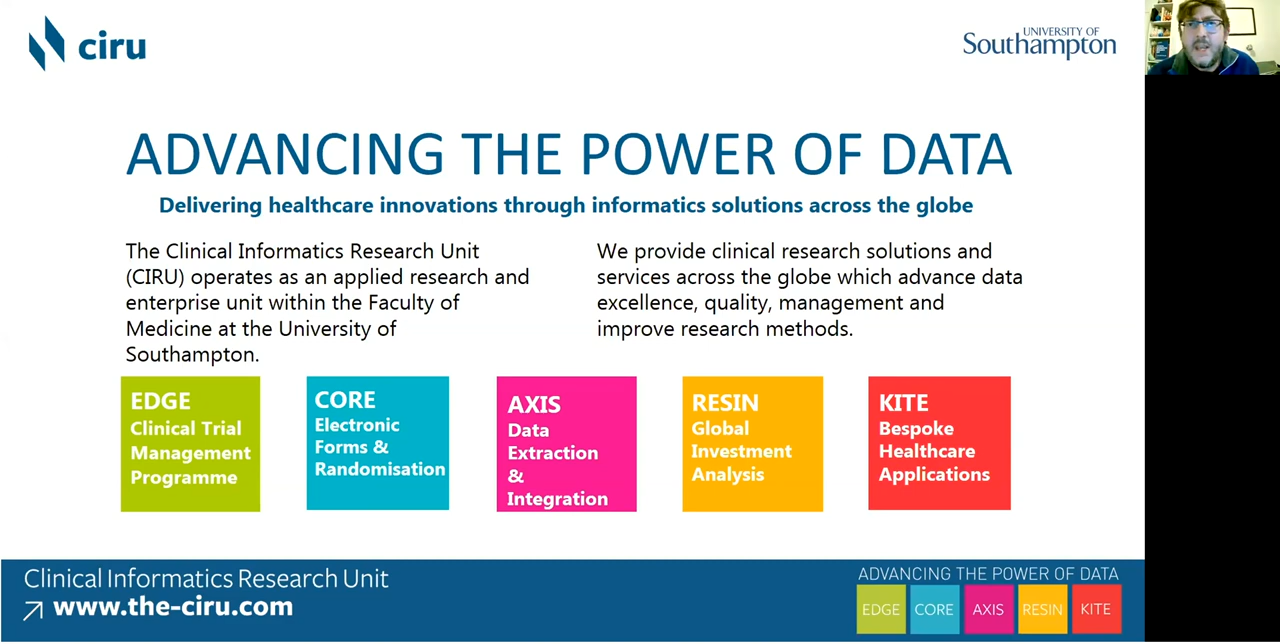 ciru
UNIVERSITY OF
Southampton
ADVANCING THE POWER OF DATA
Delivering healthcare innovations through informatics solutions across the globe
The Clinical Informatics Research Unit
(CIRU) operates as an applied research and
enterprise unit within the Faculty of
Medicine at the University of
Southampton.
We provide clinical research solutions and
services across the globe which advance data
excellence, quality, management and
improve research methods.
EDGE
Clinical Trial
Management
Programme
CORE
Electronic
Forms &
Randomisation
AXIS
Data
Extraction
&
Integration
RESIN
Global
Investment
Analysis
KITE
Bespoke
Healthcare
Applications
Clinical Informatics Research Unit
www.the-ciru.com
ADVANCING THE POWER OF DATA
EDGE
CORE
AXIS
RESIN
KITE